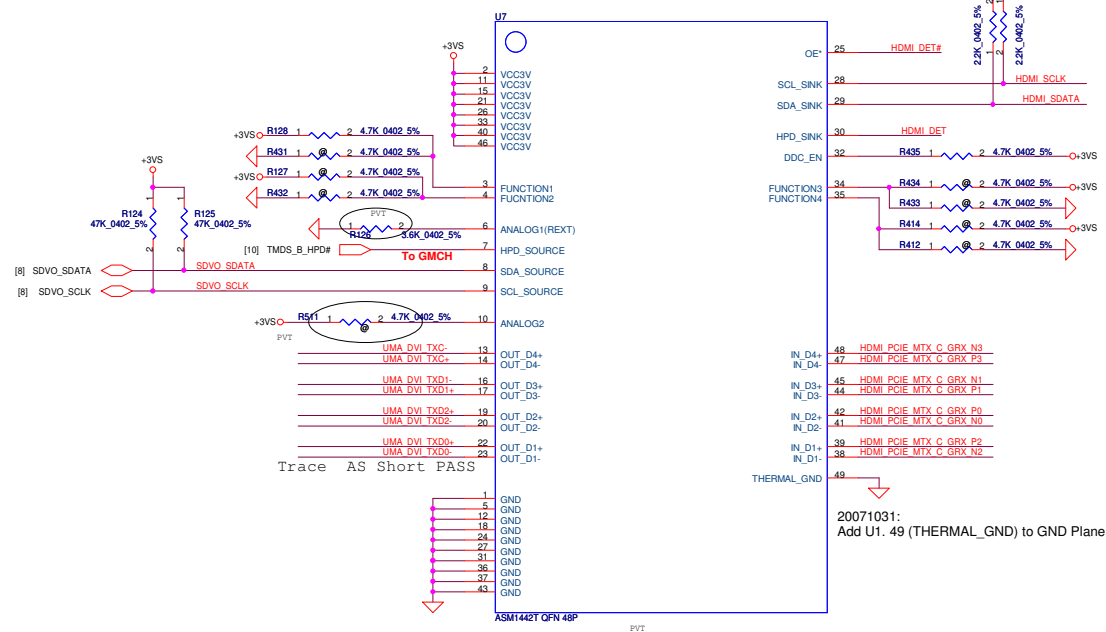 U7
+3VS
2 VCC3V
11 VCC3V
15 VCC3V
21 VCC3V
26 VCC3V
33 VCC3V
40 VCC3V
46 VCC3V
+3VS R128 1 2 4.7K_0402_5%
R431 1 @ 2 4.7K_0402_5%
+3VS R127 1 2 4.7K_0402_5%
R432 1 @ 2 4.7K_0402_5%
3 FUNCTION1
4 FUCNTION2
+3VS
1 1
R124
47K_0402_5%
R125
47K_0402_5%
2 2
PVT
1 2
R126 3.6K_0402_5%
6 ANALOG1(REXT)
[10] TMDS_B_HPD#
To GMCH
7 HPD_SOURCE
[8] SDVO_SDATA SDVO_SDATA 8 SDA_SOURCE
[8] SDVO_SCLK SDVO_SCLK 9 SCL_SOURCE
+3VS R511 1 @ 2 4.7K_0402_5% 10 ANALOG2
PVT
UMA_DVI_TXC- 13 OUT_D4+
UMA_DVI_TXC+ 14 OUT_D4-
UMA_DVI_TXD1- 16 OUT_D3+
UMA_DVI_TXD1+ 17 OUT_D3-
UMA_DVI_TXD2+ 19 OUT_D2+
UMA_DVI_TXD2- 20 OUT_D2-
UMA_DVI_TXD0+ 22 OUT_D1+
UMA_DVI_TXD0- 23 OUT_D1-
Trace AS Short PASS
1 GND
5 GND
12 GND
18 GND
24 GND
27 GND
31 GND
36 GND
37 GND
43 GND
ASM1442T QFN 48P
PVT
2 2
2.2K_0402_5%
2.2K_0402_5%
1 2
OE* 25 HDMI_DET#
SCL_SINK 28 HDMI_SCLK
SDA_SINK 29 HDMI_SDATA
HPD_SINK 30 HDMI_DET
DDC_EN 32 R435 1 2 4.7K_0402_5% +3VS
FUNCTION3 34 R434 1 @ 2 4.7K_0402_5% +3VS
FUNCTION4 35 R433 1 @ 2 4.7K_0402_5%
R414 1 @ 2 4.7K_0402_5% +3VS
R412 1 @ 2 4.7K_0402_5%
IN_D4+ 48 HDMI_PCIE_MTX_C_GRX_N3
IN_D4- 47 HDMI_PCIE_MTX_C_GRX_P3
IN_D3+ 45 HDMI_PCIE_MTX_C_GRX_N1
IN_D3- 44 HDMI_PCIE_MTX_C_GRX_P1
IN_D2+ 42 HDMI_PCIE_MTX_C_GRX_P0
IN_D2- 41 HDMI_PCIE_MTX_C_GRX_N0
IN_D1+ 39 HDMI_PCIE_MTX_C_GRX_P2
IN_D1- 38 HDMI_PCIE_MTX_C_GRX_N2
THERMAL_GND 49
20071031:
Add U1. 49 (THERMAL_GND) to GND Plane